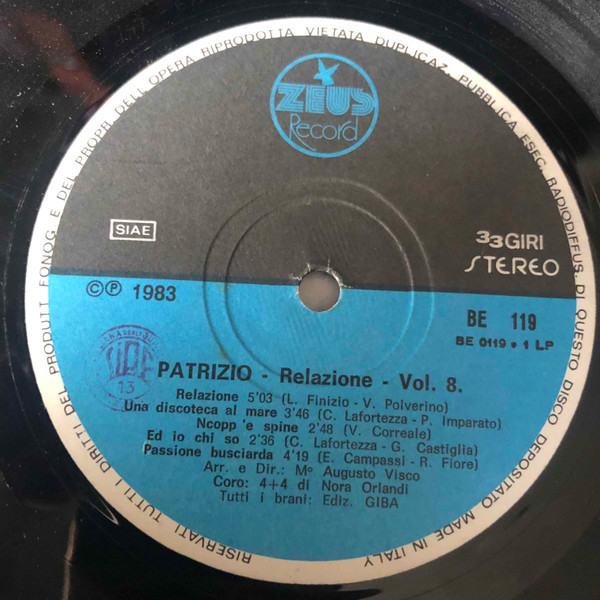 RISERVATI TUTTI I DIRITTI DEL PRODUTT. FONOG. E DEL PROPR. DELL'OPERA RIPRODOTTA VIETATA DUPLICAZ. PUBBLICA ESEC. RADIODIFFUS. DI QUESTO DISCO DEPOSITATO MADE IN ITALY
ZEUS
Record
SIAE
33 GIRI
STEREO
© ℗ 1983
BE 119
BE 0119 • 1 LP
13
PATRIZIO - Relazione - Vol. 8.
Relazione 5'03 (L. Finizio - V. Polverino)
Una discoteca al mare 3'46 (C. Lafortezza - P. Imparato)
Ncopp 'e spine 2'48 (V. Correale)
Ed io chi so 2'36 (C. Lafortezza - G. Castiglia)
Passione busciarda 4'19 (E. Campassi - R. Fiore)
Arr. e Dir.: M° Augusto Visco
Coro: 4+4 di Nora Orlandi
Tutti i brani: Ediz. GIBA